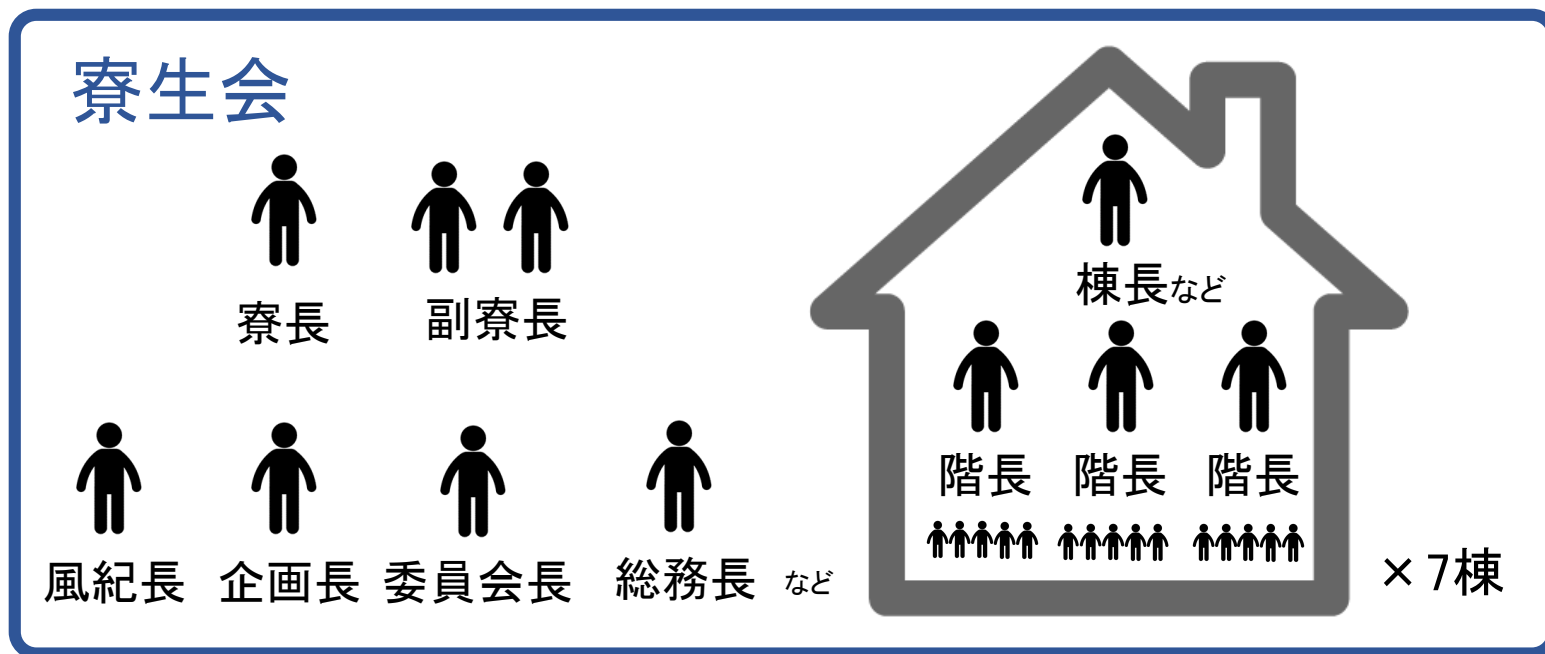 寮生会
寮長
副寮長
風紀長
企画長
委員会長
総務長
など
棟長など
階長
階長
階長
×7棟